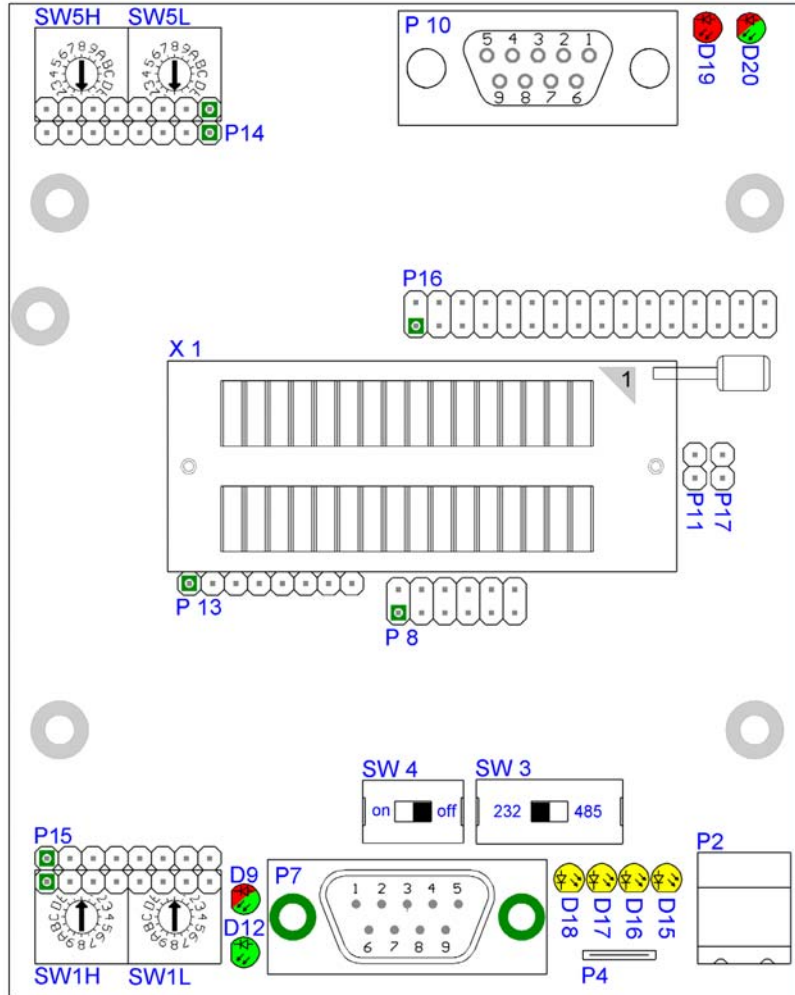 SW5H SW5L
P 10
5 4 3 2 1
9 8 7 6
D19
D20
P14
P16
X 1
1
P11
P17
P 13
P 8
SW 4
SW 3
on off
232 485
P15
D9
P7
P2
1 2 3 4 5
6 7 8 9
D12
D18
D17
D16
D15
P4
SW1H SW1L